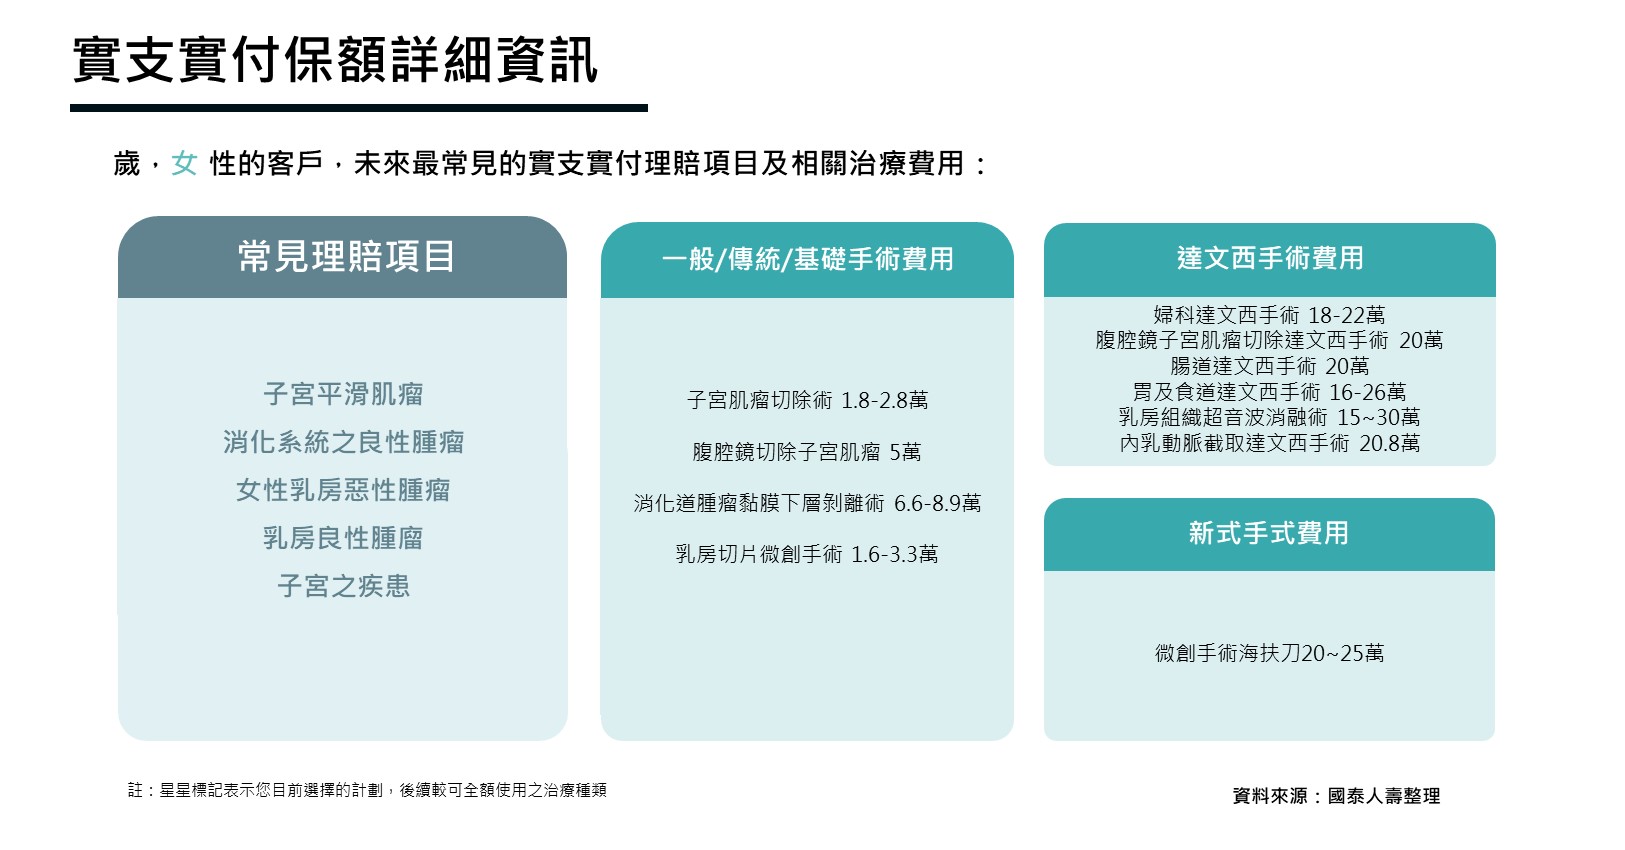 實支實付保額詳細資訊
歲，女 性的客戶，未來最常見的實支實付理賠項目及相關治療費用：
常見理賠項目
子宮平滑肌瘤
消化系統之良性腫瘤
女性乳房惡性腫瘤
乳房良性腫瘤
子宮之疾患
一般/傳統/基礎手術費用
子宮肌瘤切除術 1.8-2.8萬
腹腔鏡切除子宮肌瘤 5萬
消化道腫瘤黏膜下層剝離術 6.6-8.9萬
乳房切片微創手術 1.6-3.3萬
達文西手術費用
婦科達文西手術 18-22萬
腹腔鏡子宮肌瘤切除達文西手術 20萬
腸道達文西手術 20萬
胃及食道達文西手術 16-26萬
乳房組織超音波消融術 15~30萬
內乳動脈截取達文西手術 20.8萬
新式手式費用
微創手術海扶刀20~25萬
註：星星標記表示您目前選擇的計劃，後續較可全額使用之治療種類
資料來源：國泰人壽整理